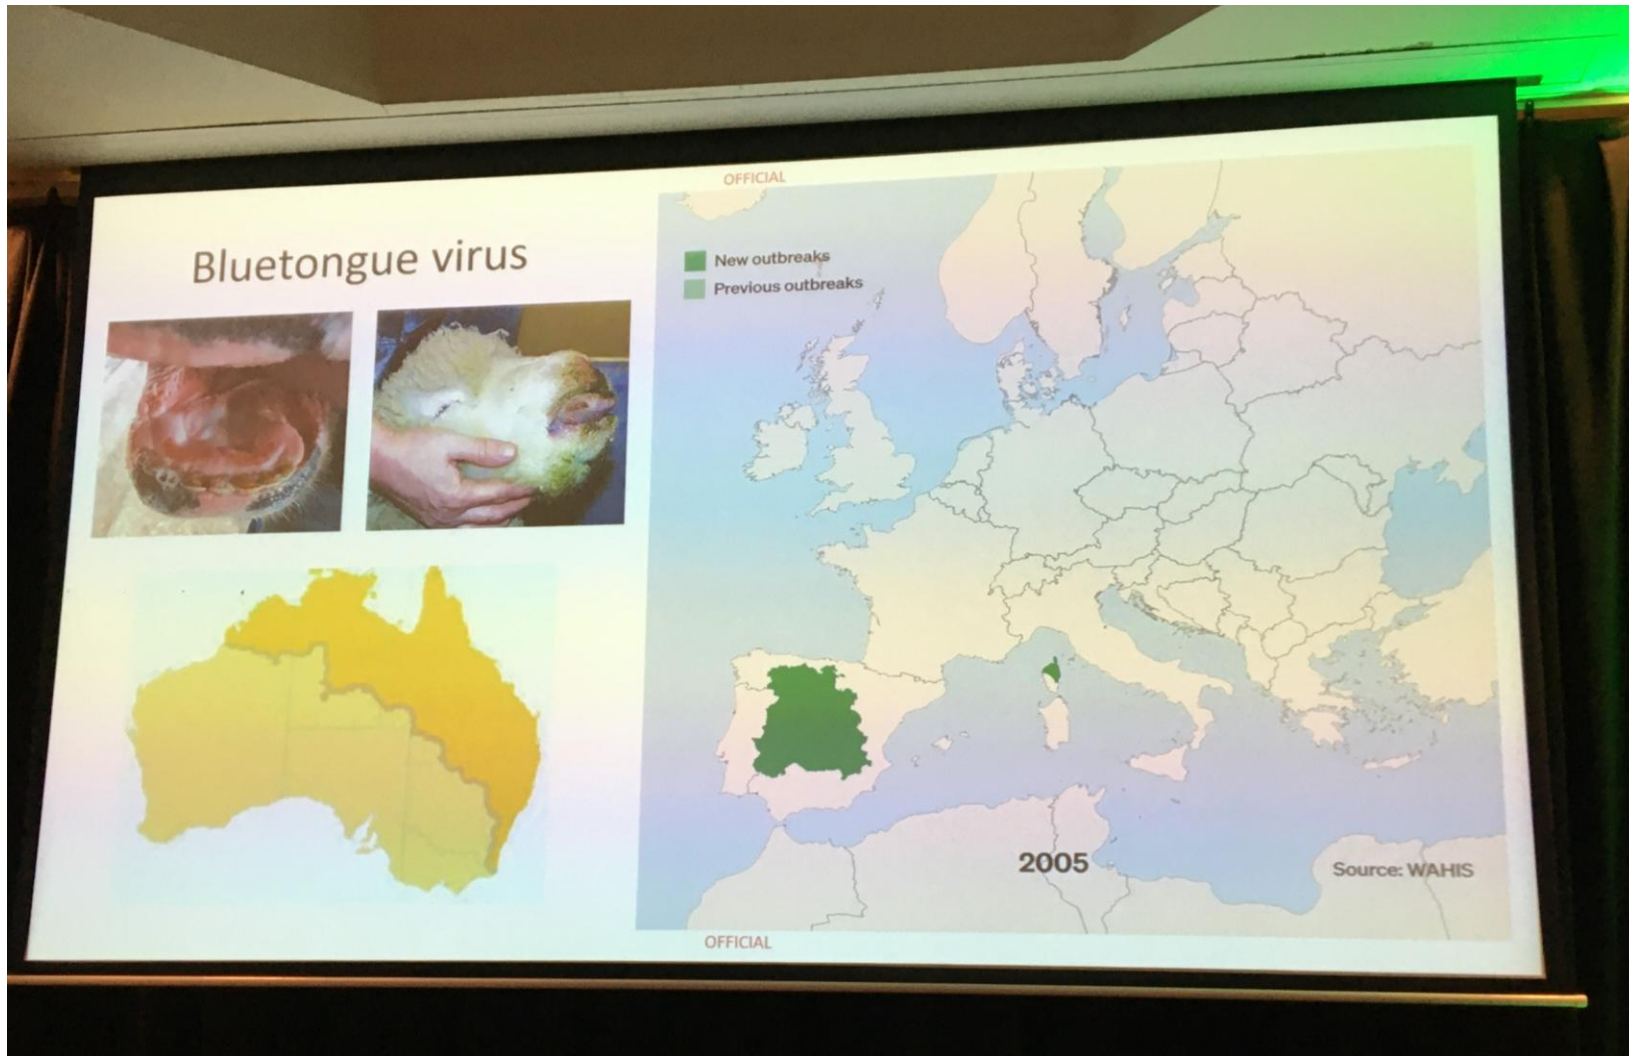 OFFICIAL
Bluetongue virus
New outbreaks
Previous outbreaks
2005
Source: WAHIS
OFFICIAL